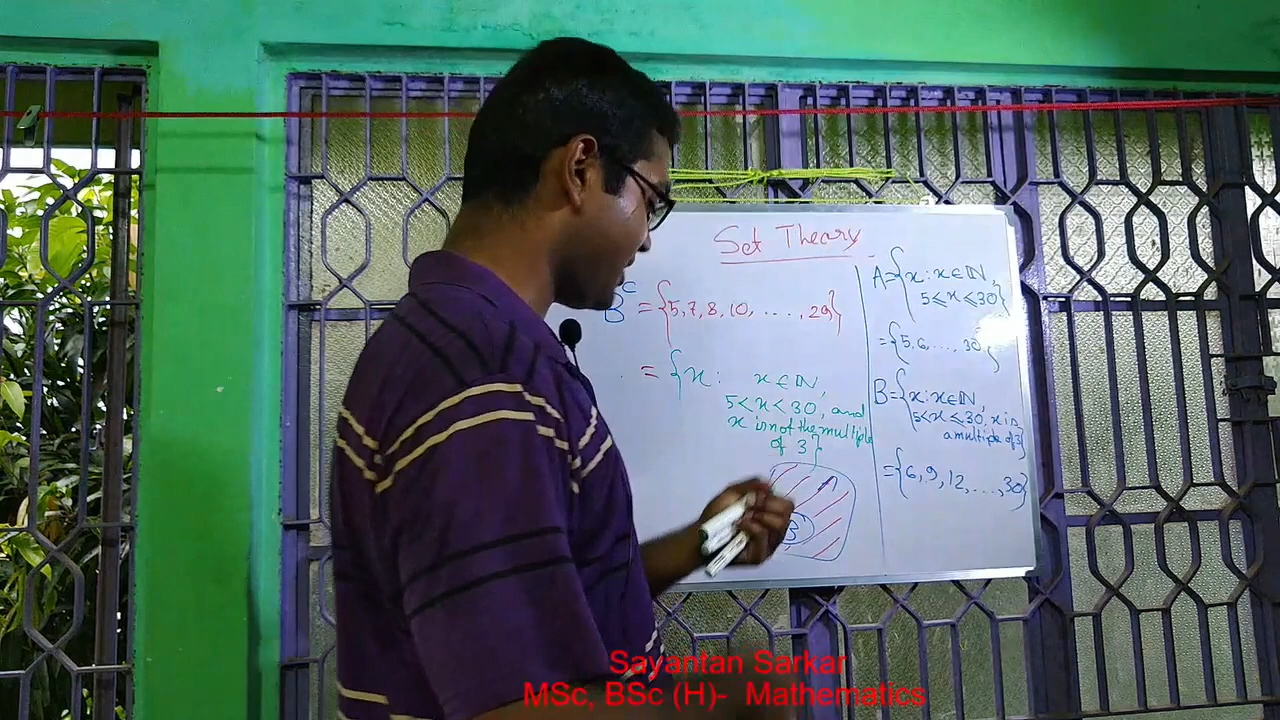 Set Theory
B^C = {5, 7, 8, 10, ...., 29}
= {x: x ∈ ℕ,
5<x<30, and
x is not the multiple
of 3}
A
B
A={x: x∈ℕ,
5≤x≤30}
={5,6,...,30}
B={x:x∈ℕ,
5<x≤30, x is
a multiple of 3}
={6,9,12,...,30}
Sayantan Sarkar
MSc, BSc (H)- Mathematics